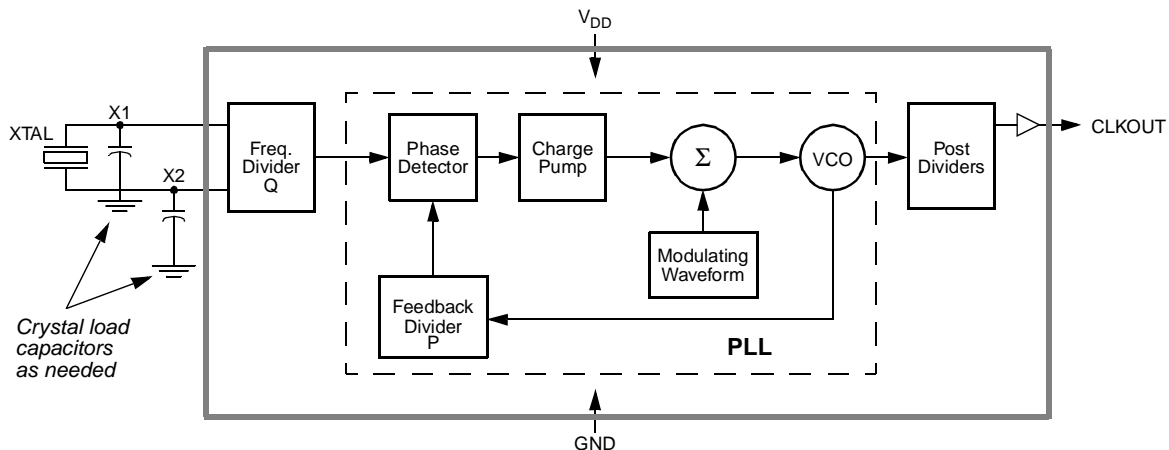 VDD
X1
XTAL
X2
Freq.
Divider
Q
Phase
Detector
Charge
Pump
Σ
VCO
Post
Dividers
CLKOUT
Modulating
Waveform
Feedback
Divider
P
PLL
Crystal load
capacitors
as needed
GND